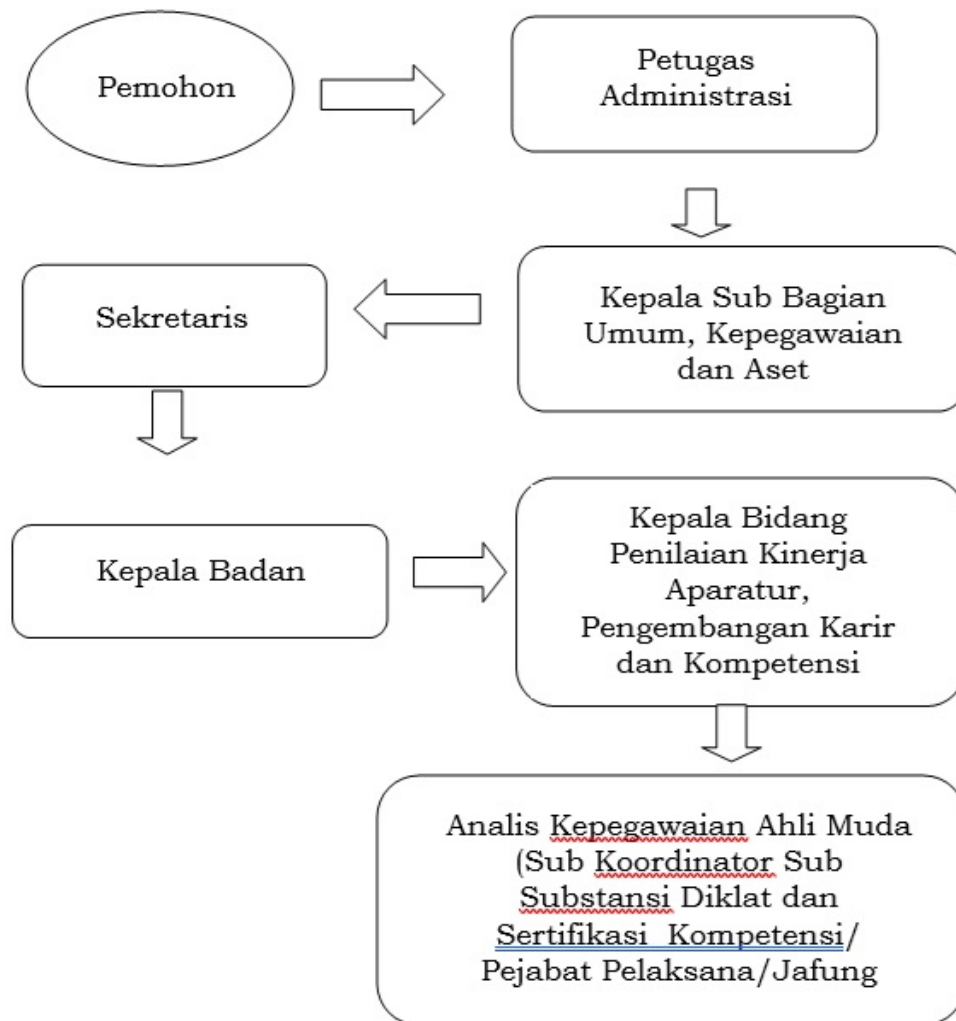 Pemohon
Petugas
Administrasi
Kepala Sub Bagian
Umum, Kepegawaian
dan Aset
Sekretaris
Kepala Badan
Kepala Bidang
Penilaian Kinerja
Aparatur,
Pengembangan Karir
dan Kompetensi
Analis Kepegawaian Ahli Muda
(Sub Koordinator Sub
Substansi Diklat dan
Sertifikasi Kompetensi/
Pejabat Pelaksana/Jafung